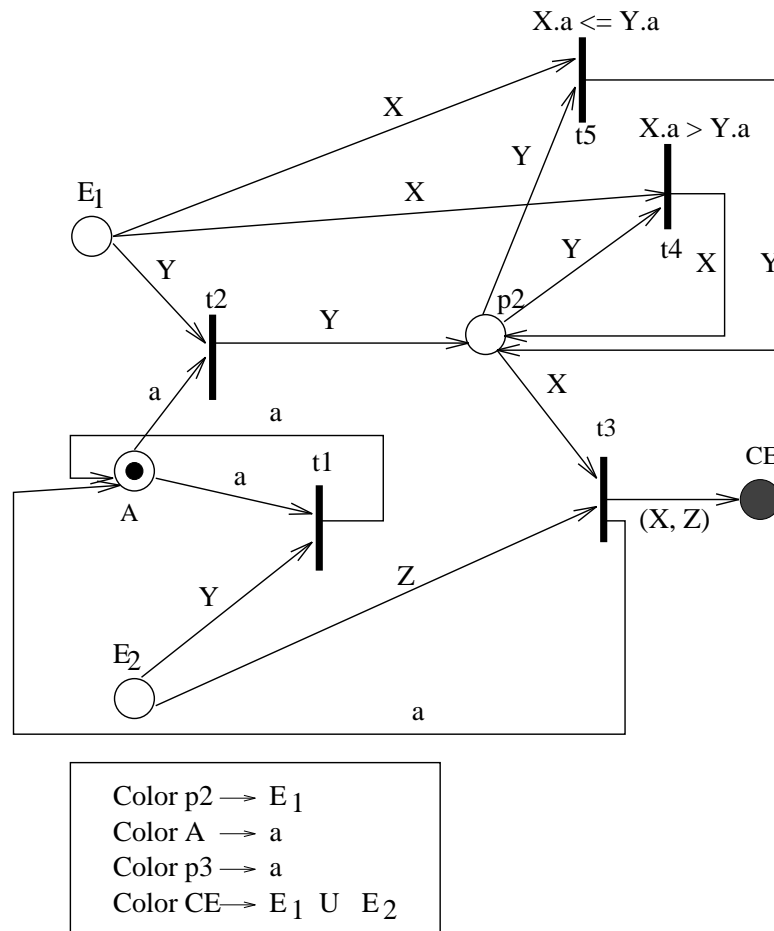 X.a <= Y.a
X
t5
X.a > Y.a
Y
E1
X
Y
t4
X
Y
Y
t2
p2
Y
X
a
a
t3
t1
CE
a
A
(X, Z)
Z
Y
E2
a
Color p2 → E1
Color A → a
Color p3 → a
Color CE → E1 U E2